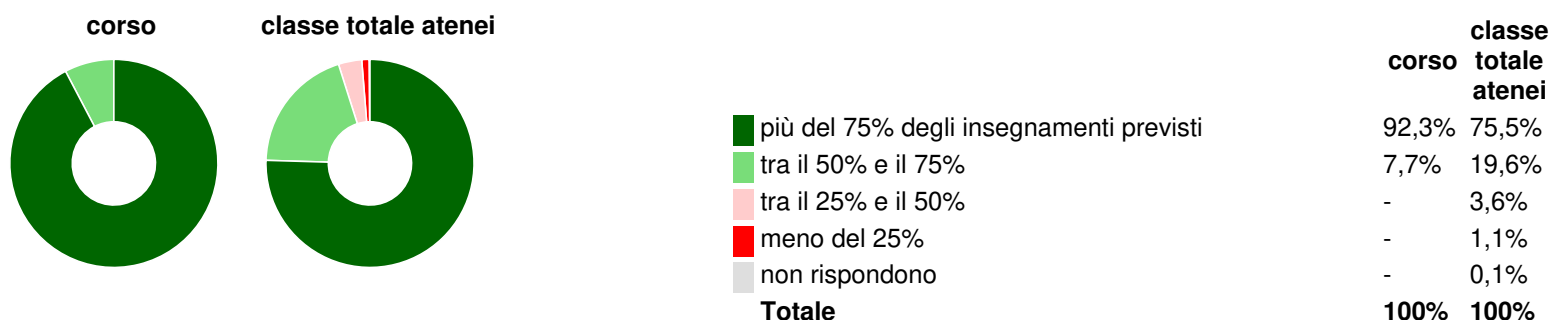 corso classe totale atenei
corso classe totale atenei
più del 75% degli insegnamenti previsti 92,3% 75,5%
tra il 50% e il 75% 7,7% 19,6%
tra il 25% e il 50% - 3,6%
meno del 25% - 1,1%
non rispondono - 0,1%
Totale 100% 100%